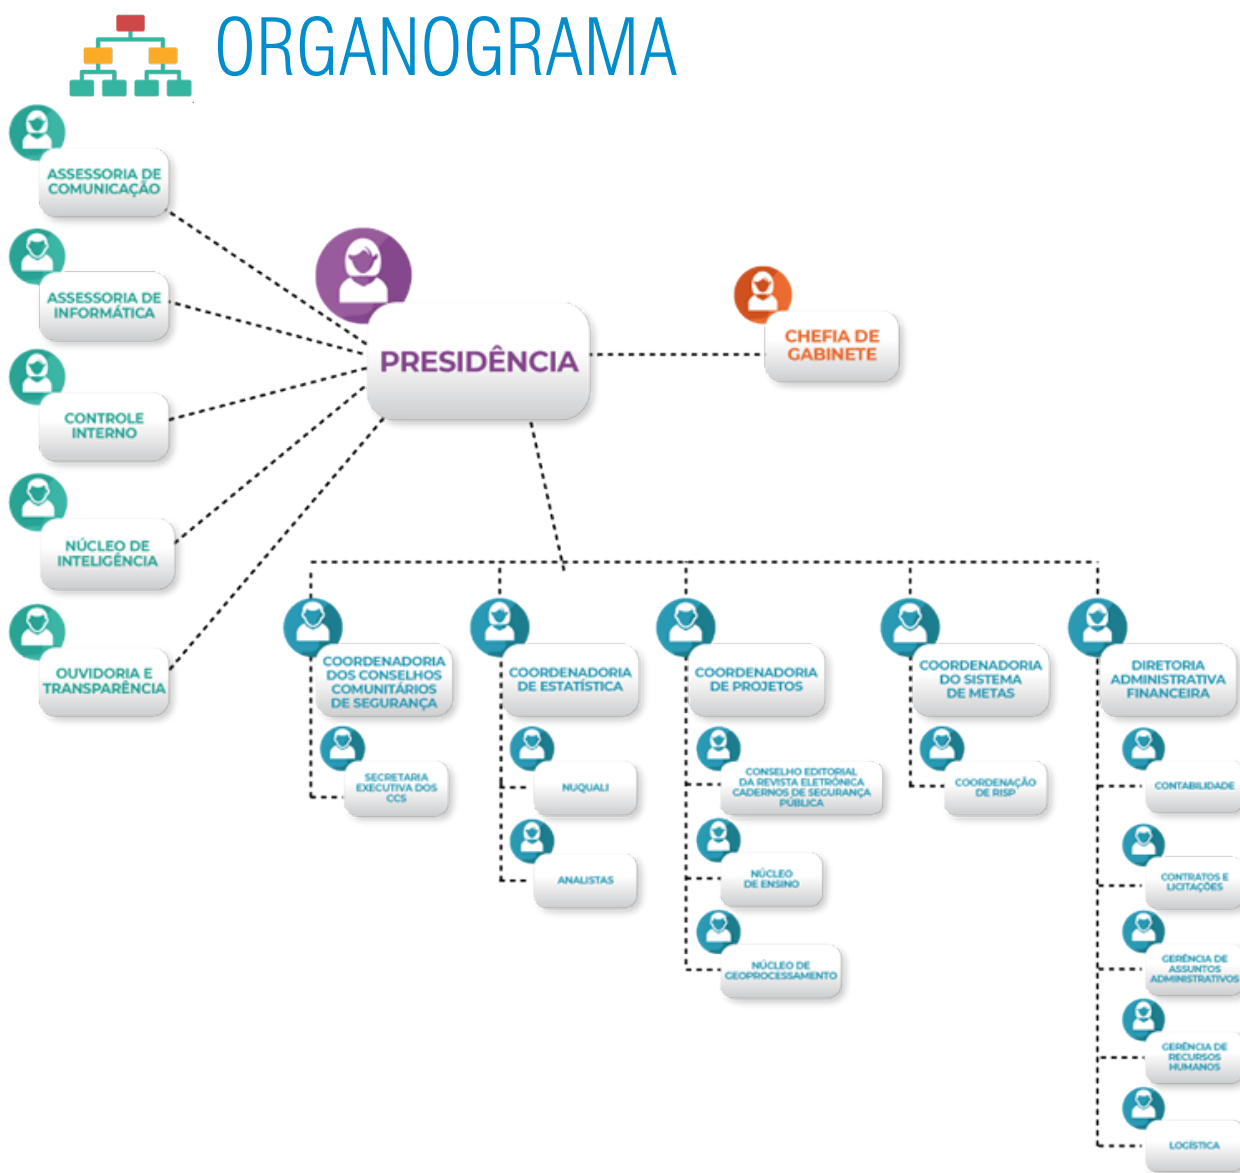 ORGANOGRAMA
ASSESSORIA DE
COMUNICAÇÃO
ASSESSORIA DE
INFORMÁTICA
CONTROLE
INTERNO
NÚCLEO DE
INTELIGÊNCIA
OUVIDORIA E
TRANSPARÊNCIA
PRESIDÊNCIA
CHEFIA DE
GABINETE
COORDENADORIA
DOS CONSELHOS
COMUNITÁRIOS
DE SEGURANÇA
SECRETARIA
EXECUTIVA DOS
CCS
COORDENADORIA
DE ESTATÍSTICA
NUQUALI
ANALISTAS
COORDENADORIA
DE PROJETOS
CONSELHO EDITORIAL
DA REVISTA ELETRÔNICA
CADERNOS DE SEGURANÇA
PÚBLICA
NÚCLEO
DE ENSINO
NÚCLEO DE
GEOPROCESSAMENTO
COORDENADORIA
DO SISTEMA
DE METAS
COORDENAÇÃO
DE RISP
DIRETORIA
ADMINISTRATIVA
FINANCEIRA
CONTABILIDADE
CONTRATOS E
LICITAÇÕES
GERÊNCIA DE
ASSUNTOS
ADMINISTRATIVOS
GERÊNCIA DE
RECURSOS
HUMANOS
LOGÍSTICA